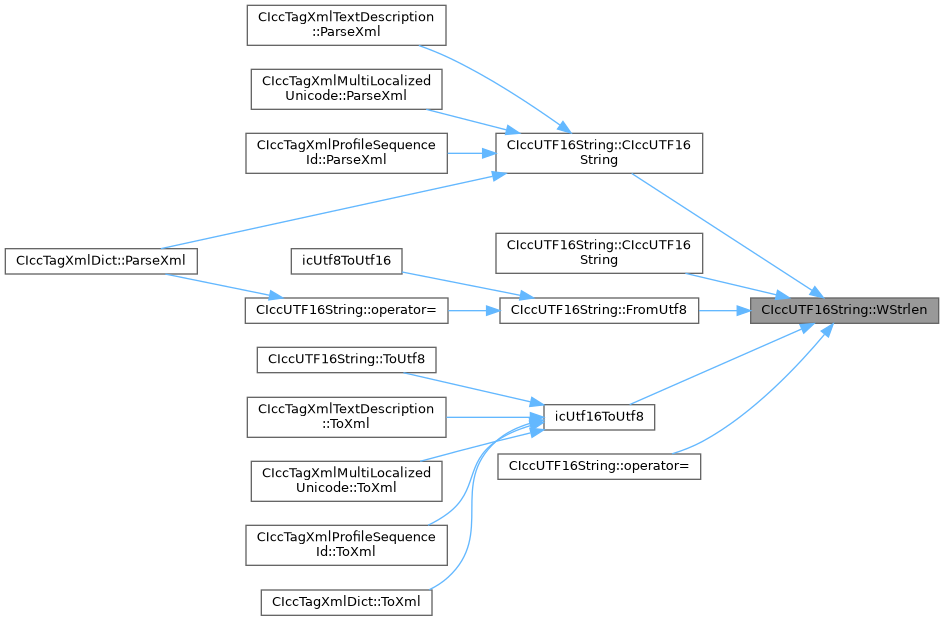 CIccTagXmlTextDescription
::ParseXml
CIccTagXmlMultiLocalized
Unicode::ParseXml
CIccTagXmlProfileSequence
Id::ParseXml
CIccUTF16String::CIccUTF16
String
CIccTagXmlDict::ParseXml
icUtf8ToUtf16
CIccUTF16String::CIccUTF16
String
CIccUTF16String::operator=
CIccUTF16String::FromUtf8
CIccUTF16String::WStrlen
CIccUTF16String::ToUtf8
CIccTagXmlTextDescription
::ToXml
icUtf16ToUtf8
CIccTagXmlMultiLocalized
Unicode::ToXml
CIccUTF16String::operator=
CIccTagXmlProfileSequence
Id::ToXml
CIccTagXmlDict::ToXml